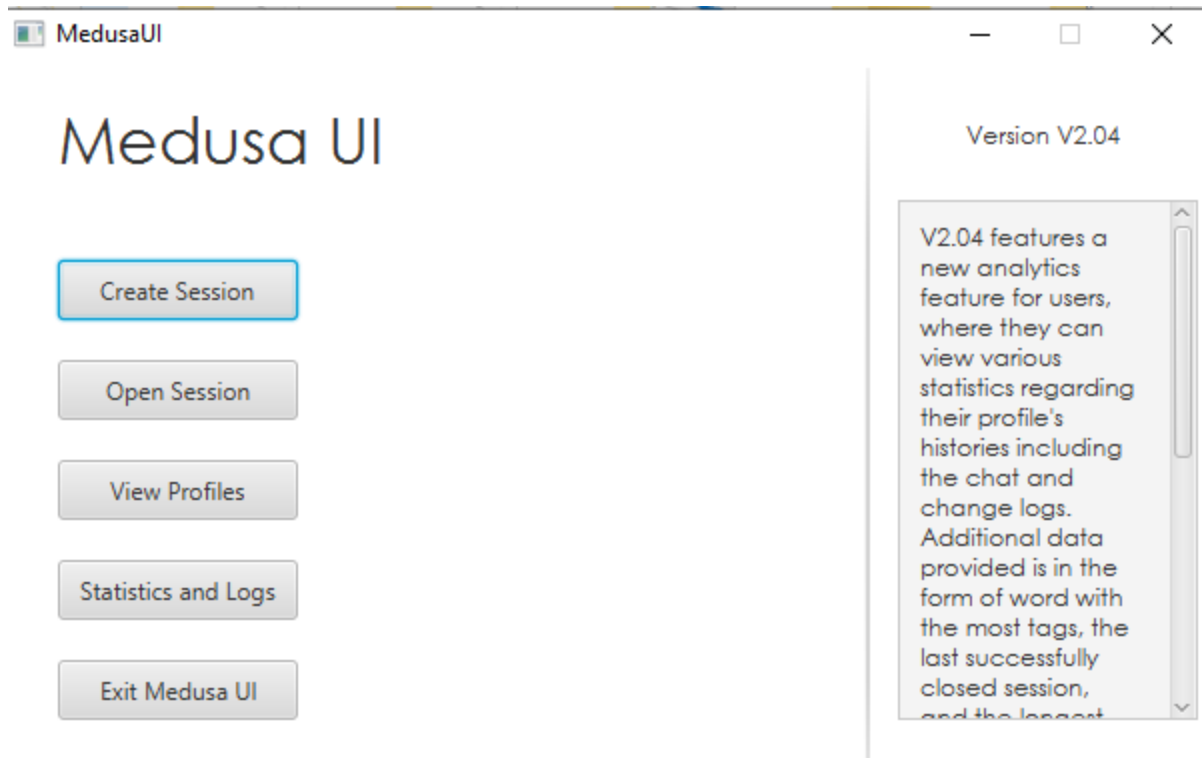 MedusaUI
Medusa UI
Create Session
Open Session
View Profiles
Statistics and Logs
Exit Medusa UI
Version V2.04
V2.04 features a
new analytics
feature for users,
where they can
view various
statistics regarding
their profile's
histories including
the chat and
change logs.
Additional data
provided is in the
form of word with
the most tags, the
last successfully
closed session,
and the longest